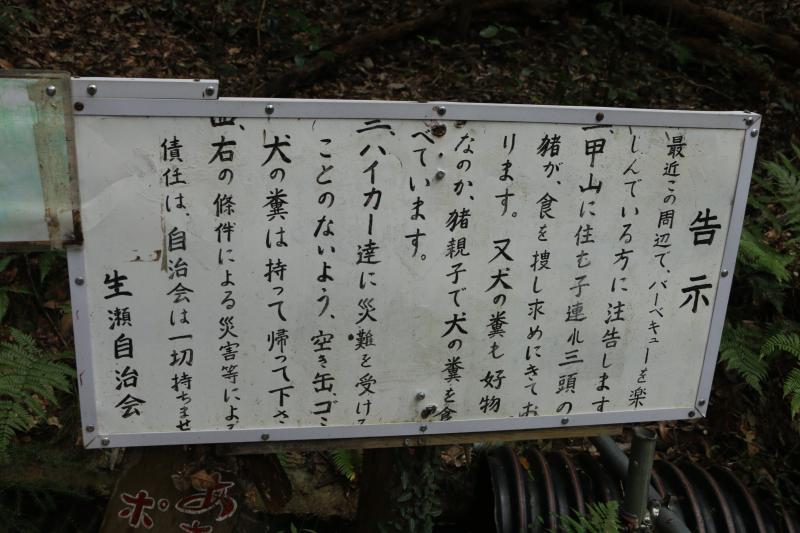 告示
最近この周辺で、バーベキューを楽
しんでいる方に注告します
一、甲山に住む子連れ三頭の
猪が、食を捜し求めにきてお
ります。又犬の糞も好物
なのか、猪親子で犬の糞を食
べています。
二、ハイカー達に災難を受ける
ことのないよう、空き缶、ゴミ
犬の糞は持って帰って下さ
四、右の條件による災害等によ
債任は、自治会は一切持ちませ
生瀬自治会
あ
ポ